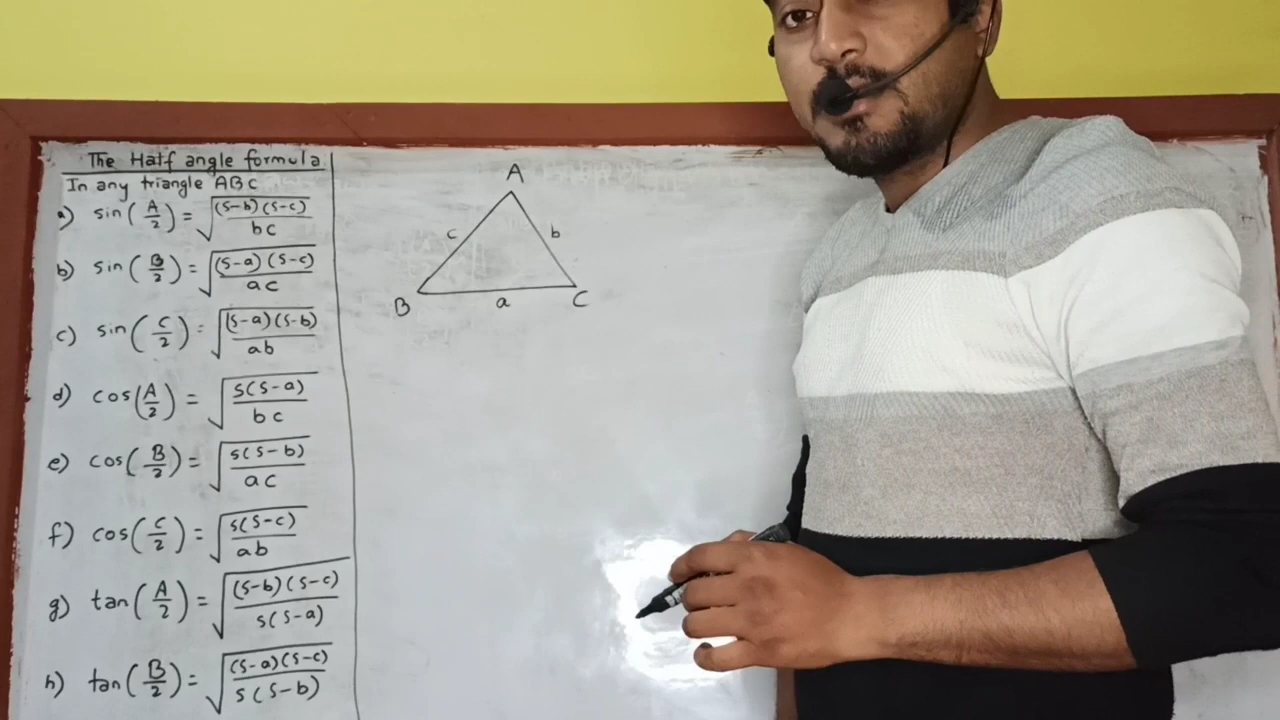 The Half angle formula
In any triangle ABC
a) sin(A/2) = √((s-b)(s-c)/bc)
b) sin(B/2) = √((s-a)(s-c)/ac)
c) sin(C/2) = √((s-a)(s-b)/ab)
d) cos(A/2) = √(s(s-a)/bc)
e) cos(B/2) = √(s(s-b)/ac)
f) cos(C/2) = √(s(s-c)/ab)
g) tan(A/2) = √((s-b)(s-c)/s(s-a))
h) tan(B/2) = √((s-a)(s-c)/s(s-b))
A
c b
B a C